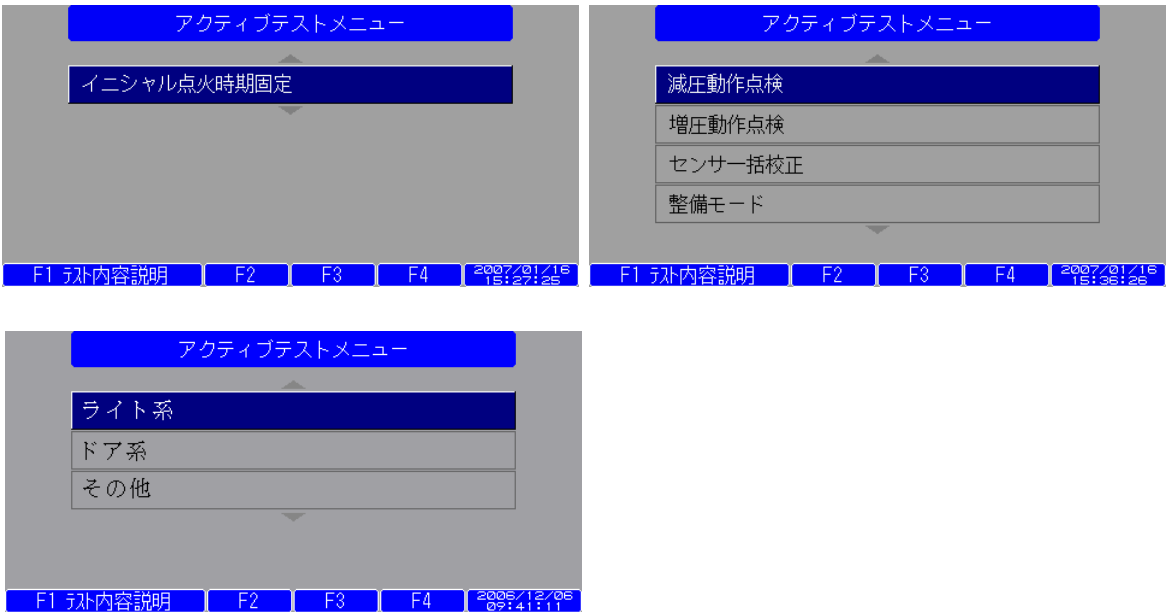 アクティブテストメニュー
イニシャル点火時期固定
F1 テスト内容説明 F2 F3 F4 2007/01/16
15:27:25
アクティブテストメニュー
減圧動作点検
増圧動作点検
センサ一括校正
整備モード
F1 テスト内容説明 F2 F3 F4 2007/01/16
15:36:26
アクティブテストメニュー
ライト系
ドア系
その他
F1 テスト内容説明 F2 F3 F4 2006/12/06
09:41:11